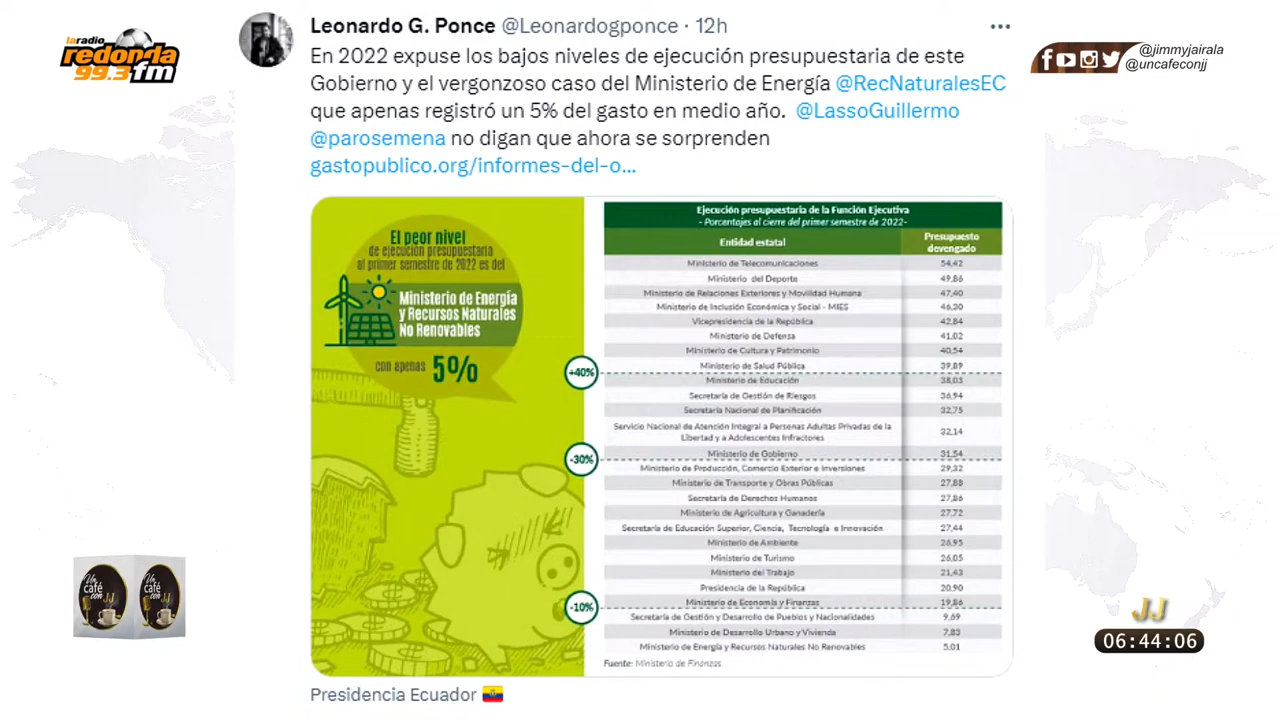 la radio
redonda
99.3 fm
Leonardo G. Ponce @Leonardogponce · 12h
En 2022 expuse los bajos niveles de ejecución presupuestaria de este
Gobierno y el vergonzoso caso del Ministerio de Energía @RecNaturalesEC
que apenas registró un 5% del gasto en medio año. @LassoGuillermo
@parosemena no digan que ahora se sorprenden
gastopublico.org/informes-del-o...
@jimmyjairala
@uncafeconjj
El peor nivel
de ejecución presupuestaria
al primer semestre de 2022 es del
Ministerio de Energía
y Recursos Naturales
No Renovables
con apenas 5%
Ejecución presupuestaria de la Función Ejecutiva
- Porcentajes al cierre del primer semestre de 2022-
Entidad estatal Presupuesto devengado
Ministerio de Telecomunicaciones 54,42
Ministerio del Deporte 49,86
Ministerio de Relaciones Exteriores y Movilidad Humana 47,40
Ministerio de Inclusión Económica y Social - MIES 46,30
Vicepresidencia de la República 42,84
Ministerio de Defensa 41,02
Ministerio de Cultura y Patrimonio 40,54
Ministerio de Salud Pública 39,89
+40%
Ministerio de Educación 38,03
Secretaría de Gestión de Riesgos 36,94
Secretaría Nacional de Planificación 32,75
Servicio Nacional de Atención Integral a Personas Adultas Privadas de la
Libertad y a Adolescentes Infractores 32,14
Ministerio de Gobierno 31,54
-30%
Ministerio de Producción, Comercio Exterior e Inversiones 29,32
Ministerio de Transporte y Obras Públicas 27,88
Secretaría de Derechos Humanos 27,86
Ministerio de Agricultura y Ganadería 27,72
Secretaría de Educación Superior, Ciencia, Tecnología e Innovación 27,44
Ministerio de Ambiente 26,95
Ministerio de Turismo 26,05
Ministerio del Trabajo 21,43
Presidencia de la República 20,90
Ministerio de Economía y Finanzas 19,86
-10%
Secretaría de Gestión y Desarrollo de Pueblos y Nacionalidades 9,69
Ministerio de Desarrollo Urbano y Vivienda 7,83
Ministerio de Energía y Recursos Naturales No Renovables 5,01
Fuente: Ministerio de Finanzas
Presidencia Ecuador
Un
café
con JJ
Un
café
con JJ
JJ
06:44:06